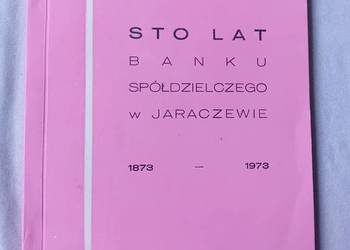 STO LAT
BANKU
SPÓŁDZIELCZEGO
w JARACZEWIE
1873 — 1973